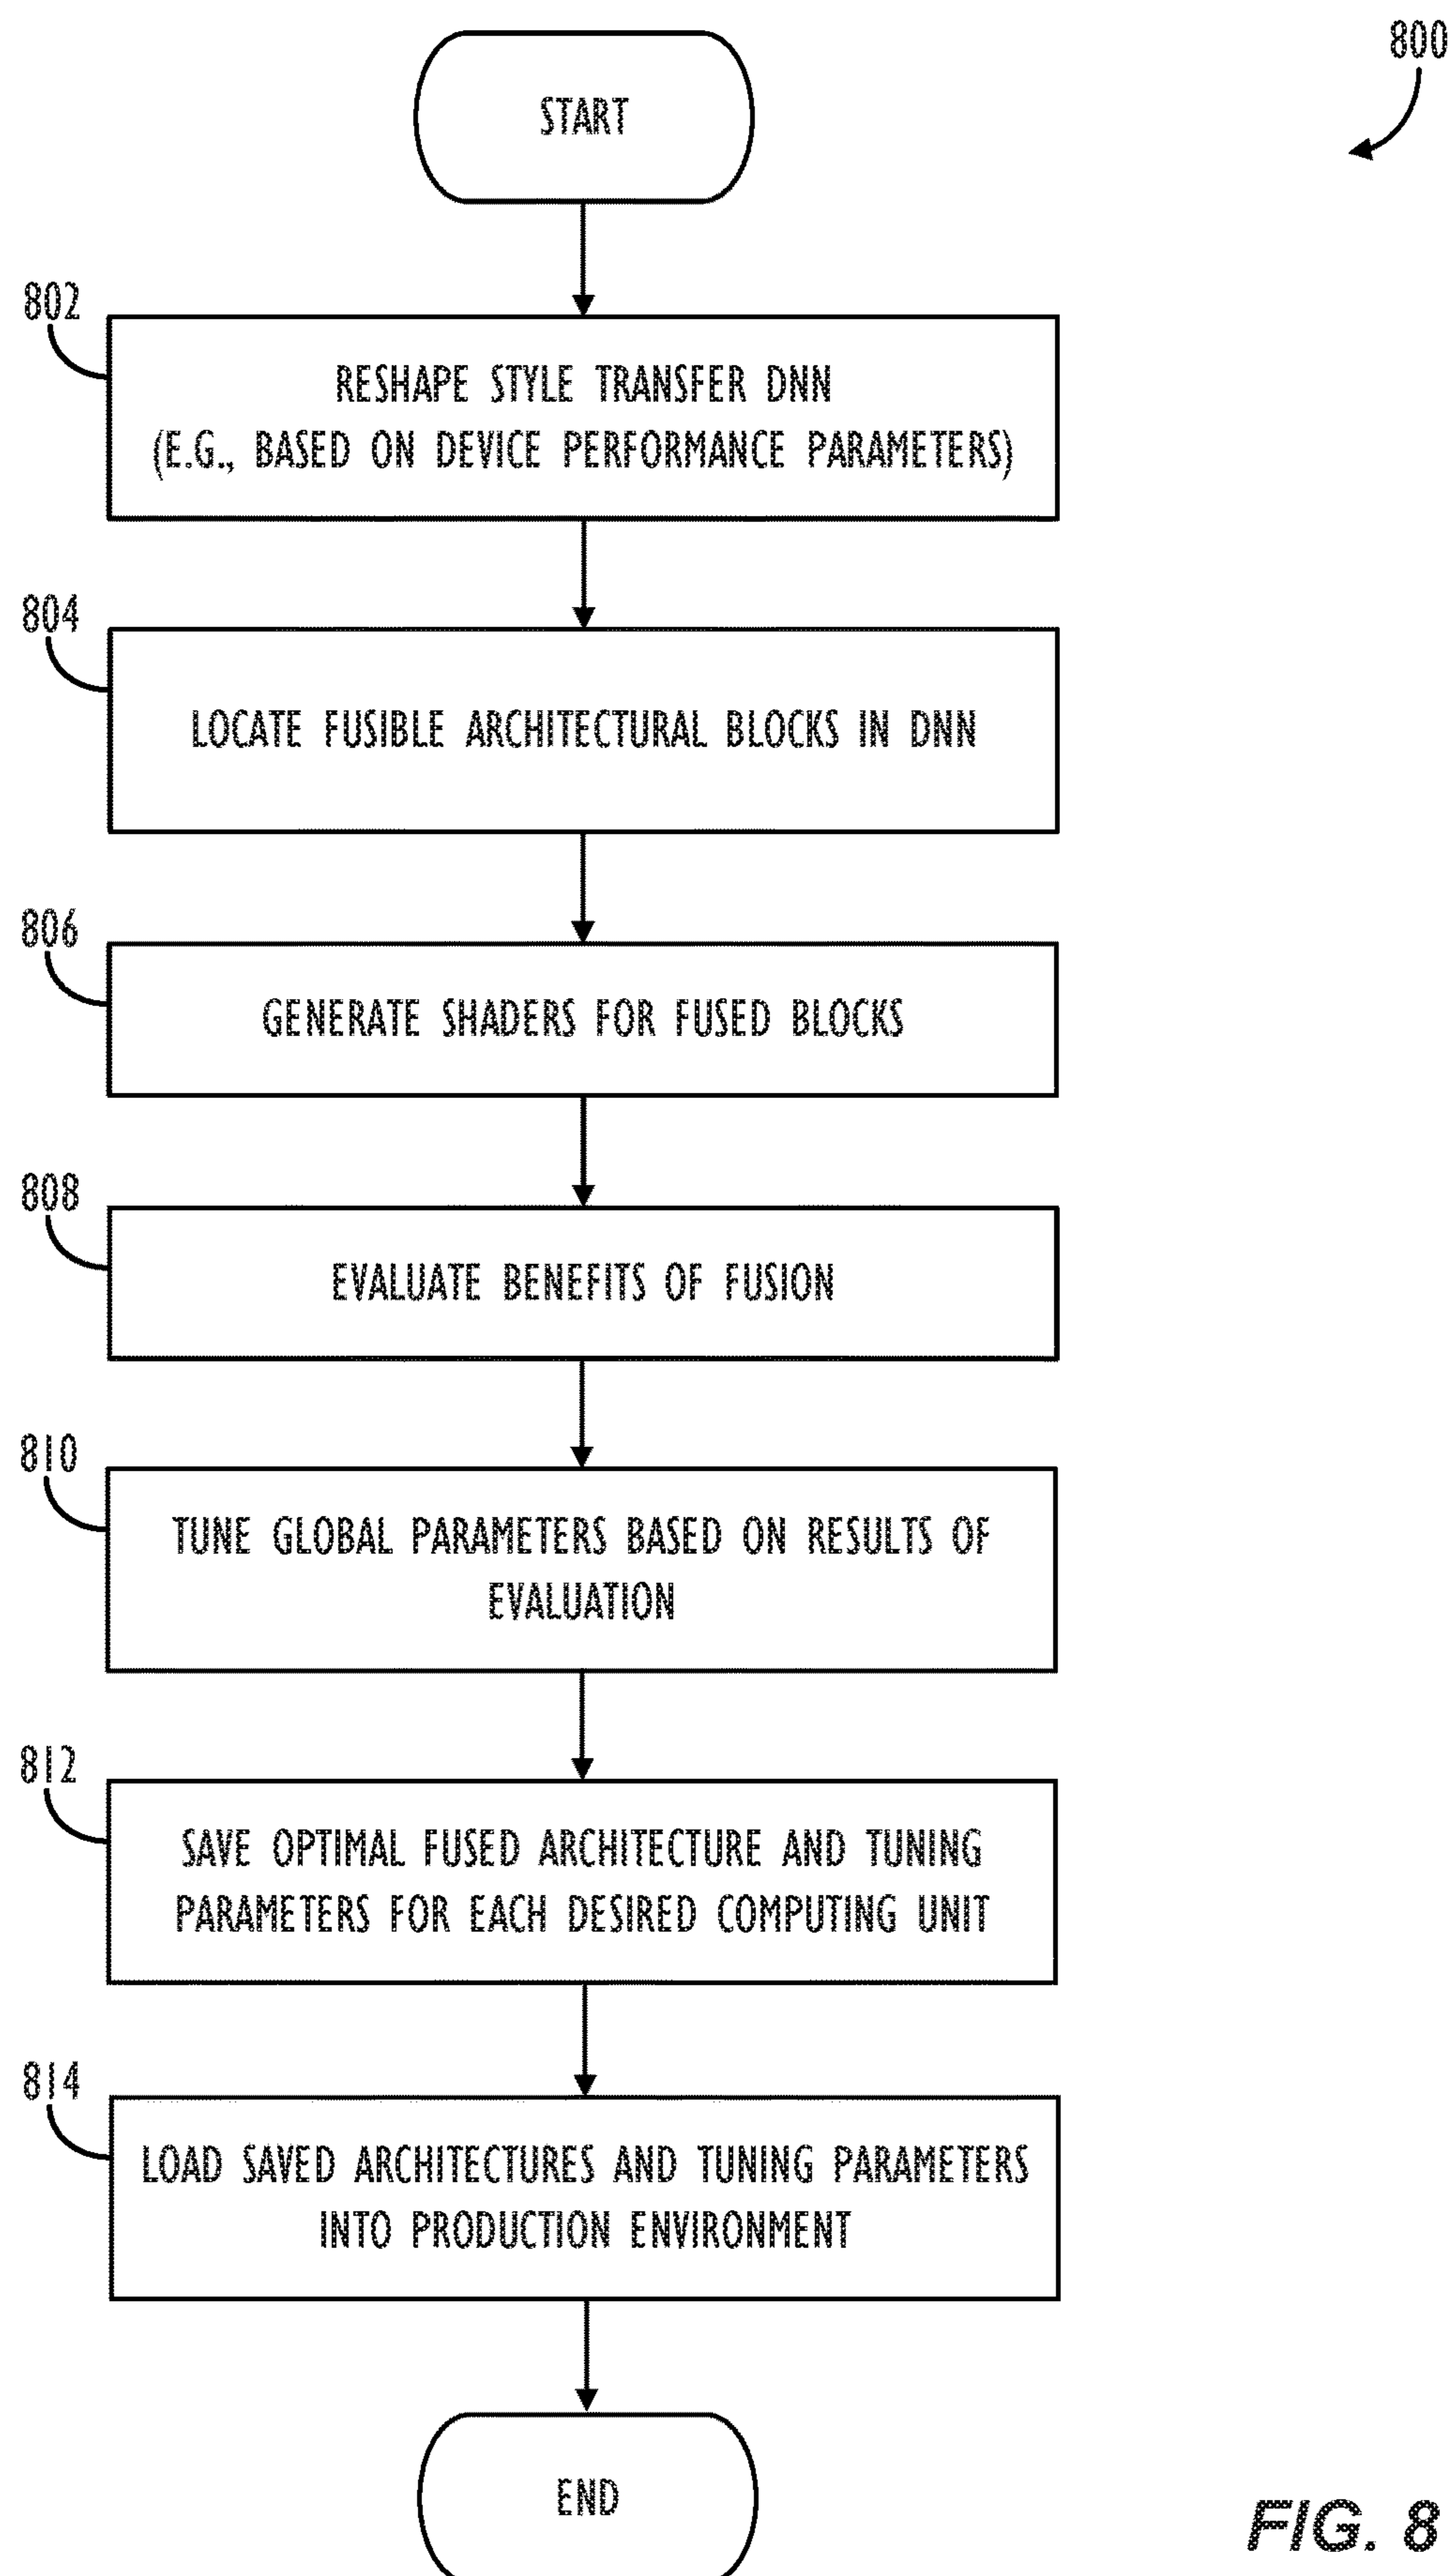 800
START
802
RESHAPE STYLE TRANSFER DNN
(E.G., BASED ON DEVICE PERFORMANCE PARAMETERS)
804
LOCATE FUSIBLE ARCHITECTURAL BLOCKS IN DNN
806
GENERATE SHADERS FOR FUSED BLOCKS
808
EVALUATE BENEFITS OF FUSION
810
TUNE GLOBAL PARAMETERS BASED ON RESULTS OF
EVALUATION
812
SAVE OPTIMAL FUSED ARCHITECTURE AND TUNING
PARAMETERS FOR EACH DESIRED COMPUTING UNIT
814
LOAD SAVED ARCHITECTURES AND TUNING PARAMETERS
INTO PRODUCTION ENVIRONMENT
END
FIG. 8